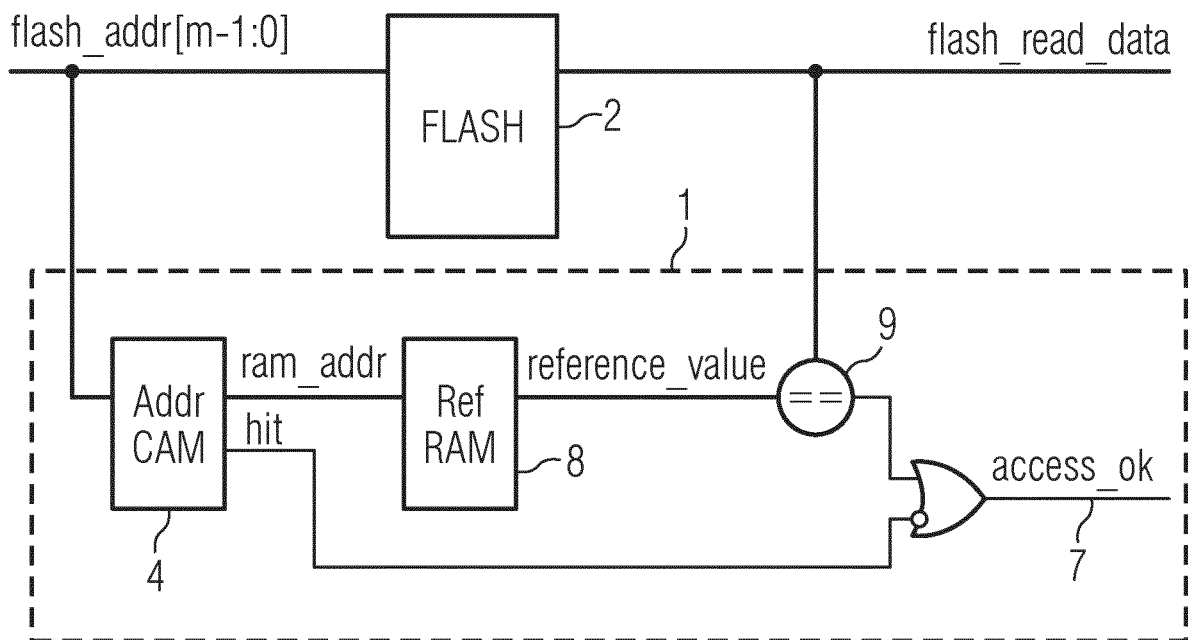 flash_addr[m-1:0]
flash_read_data
FLASH
2
1
9
ram_addr
reference_value
Addr
CAM
Ref
RAM
==
hit
8
access_ok
4
7